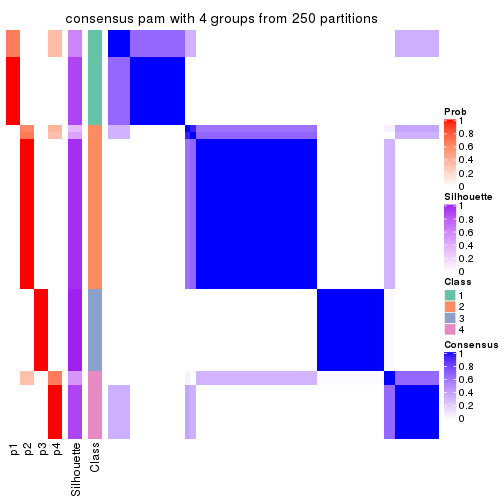 consensus pam with 4 groups from 250 partitions
Prob
1
0.8
0.6
0.4
0.2
0
Silhouette
1
0.8
0.6
0.4
0.2
0
Class
1
2
3
4
Consensus
1
0.8
0.6
0.4
0.2
0
p1
p2
p3
p4
Silhouette
Class